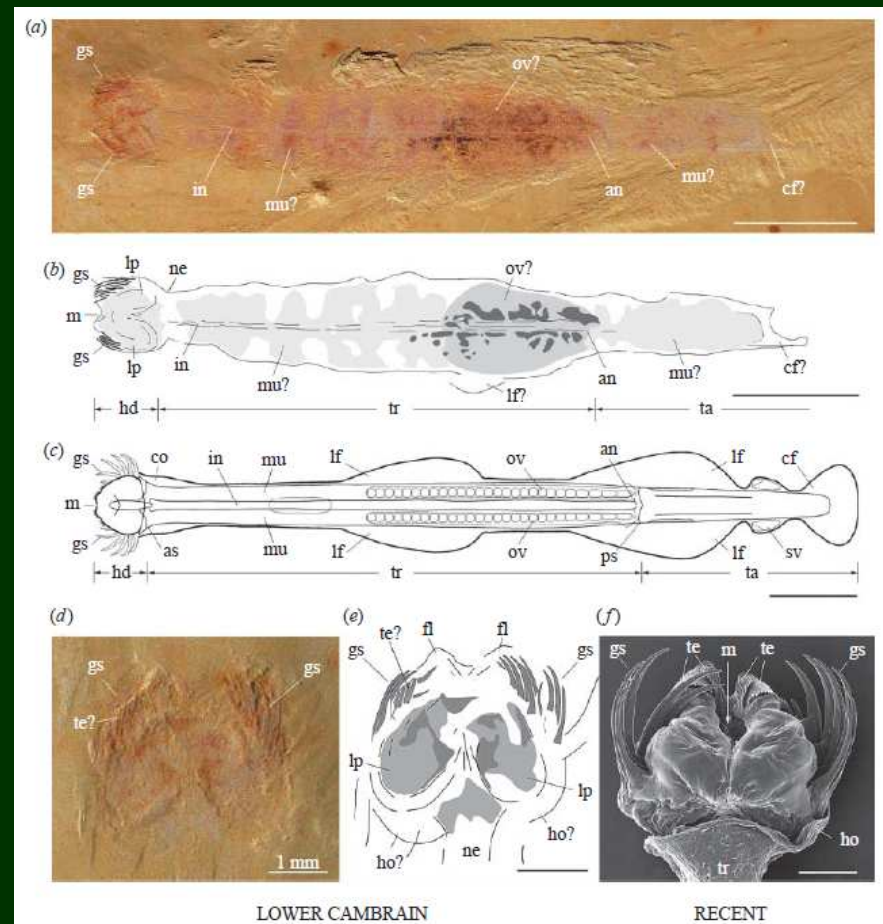 (a)
gs
ov?
gs
in
mu?
an
mu?
cf?
(b)
gs
lp
ne
ov?
m
gs
lp
in
mu?
lf?
an
mu?
cf?
hd
tr
ta
(c)
gs
co
in
mu
lf
ov
an
lf
cf
m
gs
as
mu
lf
ov
ps
lf
sv
hd
tr
ta
(d)
gs
gs
te?
1 mm
(e)
fl
fl
te?
gs
gs
lp
lp
ho?
ne
ho?
(f)
gs
te
m
te
gs
ho
tr
LOWER CAMBRAIN
RECENT